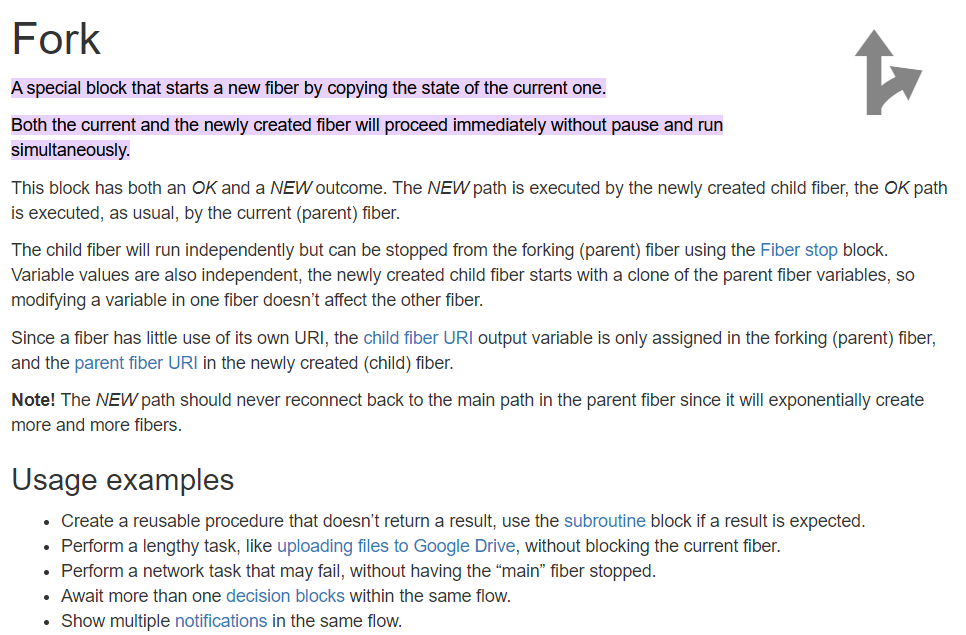 Fork
A special block that starts a new fiber by copying the state of the current one.
Both the current and the newly created fiber will proceed immediately without pause and run
simultaneously.
This block has both an OK and a NEW outcome. The NEW path is executed by the newly created child fiber, the OK path
is executed, as usual, by the current (parent) fiber.
The child fiber will run independently but can be stopped from the forking (parent) fiber using the Fiber stop block.
Variable values are also independent, the newly created child fiber starts with a clone of the parent fiber variables, so
modifying a variable in one fiber doesn’t affect the other fiber.
Since a fiber has little use of its own URI, the child fiber URI output variable is only assigned in the forking (parent) fiber,
and the parent fiber URI in the newly created (child) fiber.
Note! The NEW path should never reconnect back to the main path in the parent fiber since it will exponentially create
more and more fibers.
Usage examples
• Create a reusable procedure that doesn’t return a result, use the subroutine block if a result is expected.
• Perform a lengthy task, like uploading files to Google Drive, without blocking the current fiber.
• Perform a network task that may fail, without having the “main” fiber stopped.
• Await more than one decision blocks within the same flow.
• Show multiple notifications in the same flow.